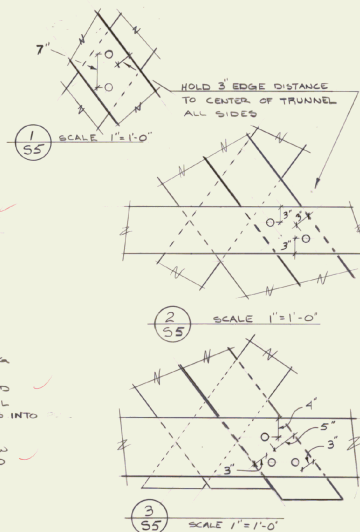 7"
HOLD 3" EDGE DISTANCE
TO CENTER OF TRUNNEL
ALL SIDES
1
S5
SCALE 1"=1'-0"
3"
3"
2
S5
SCALE 1"=1'-0"
INTO
4"
5"
3"
3"
3
S5
SCALE 1"=1'-0"